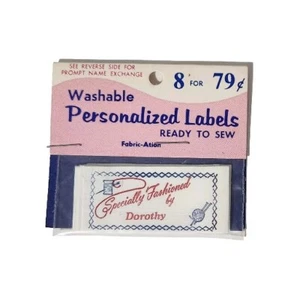 SEE REVERSE SIDE FOR
PROMPT NAME EXCHANGE
8 FOR 79¢
Washable
Personalized Labels
READY TO SEW
Fabric-Ation
Specially Fashioned
by
Dorothy